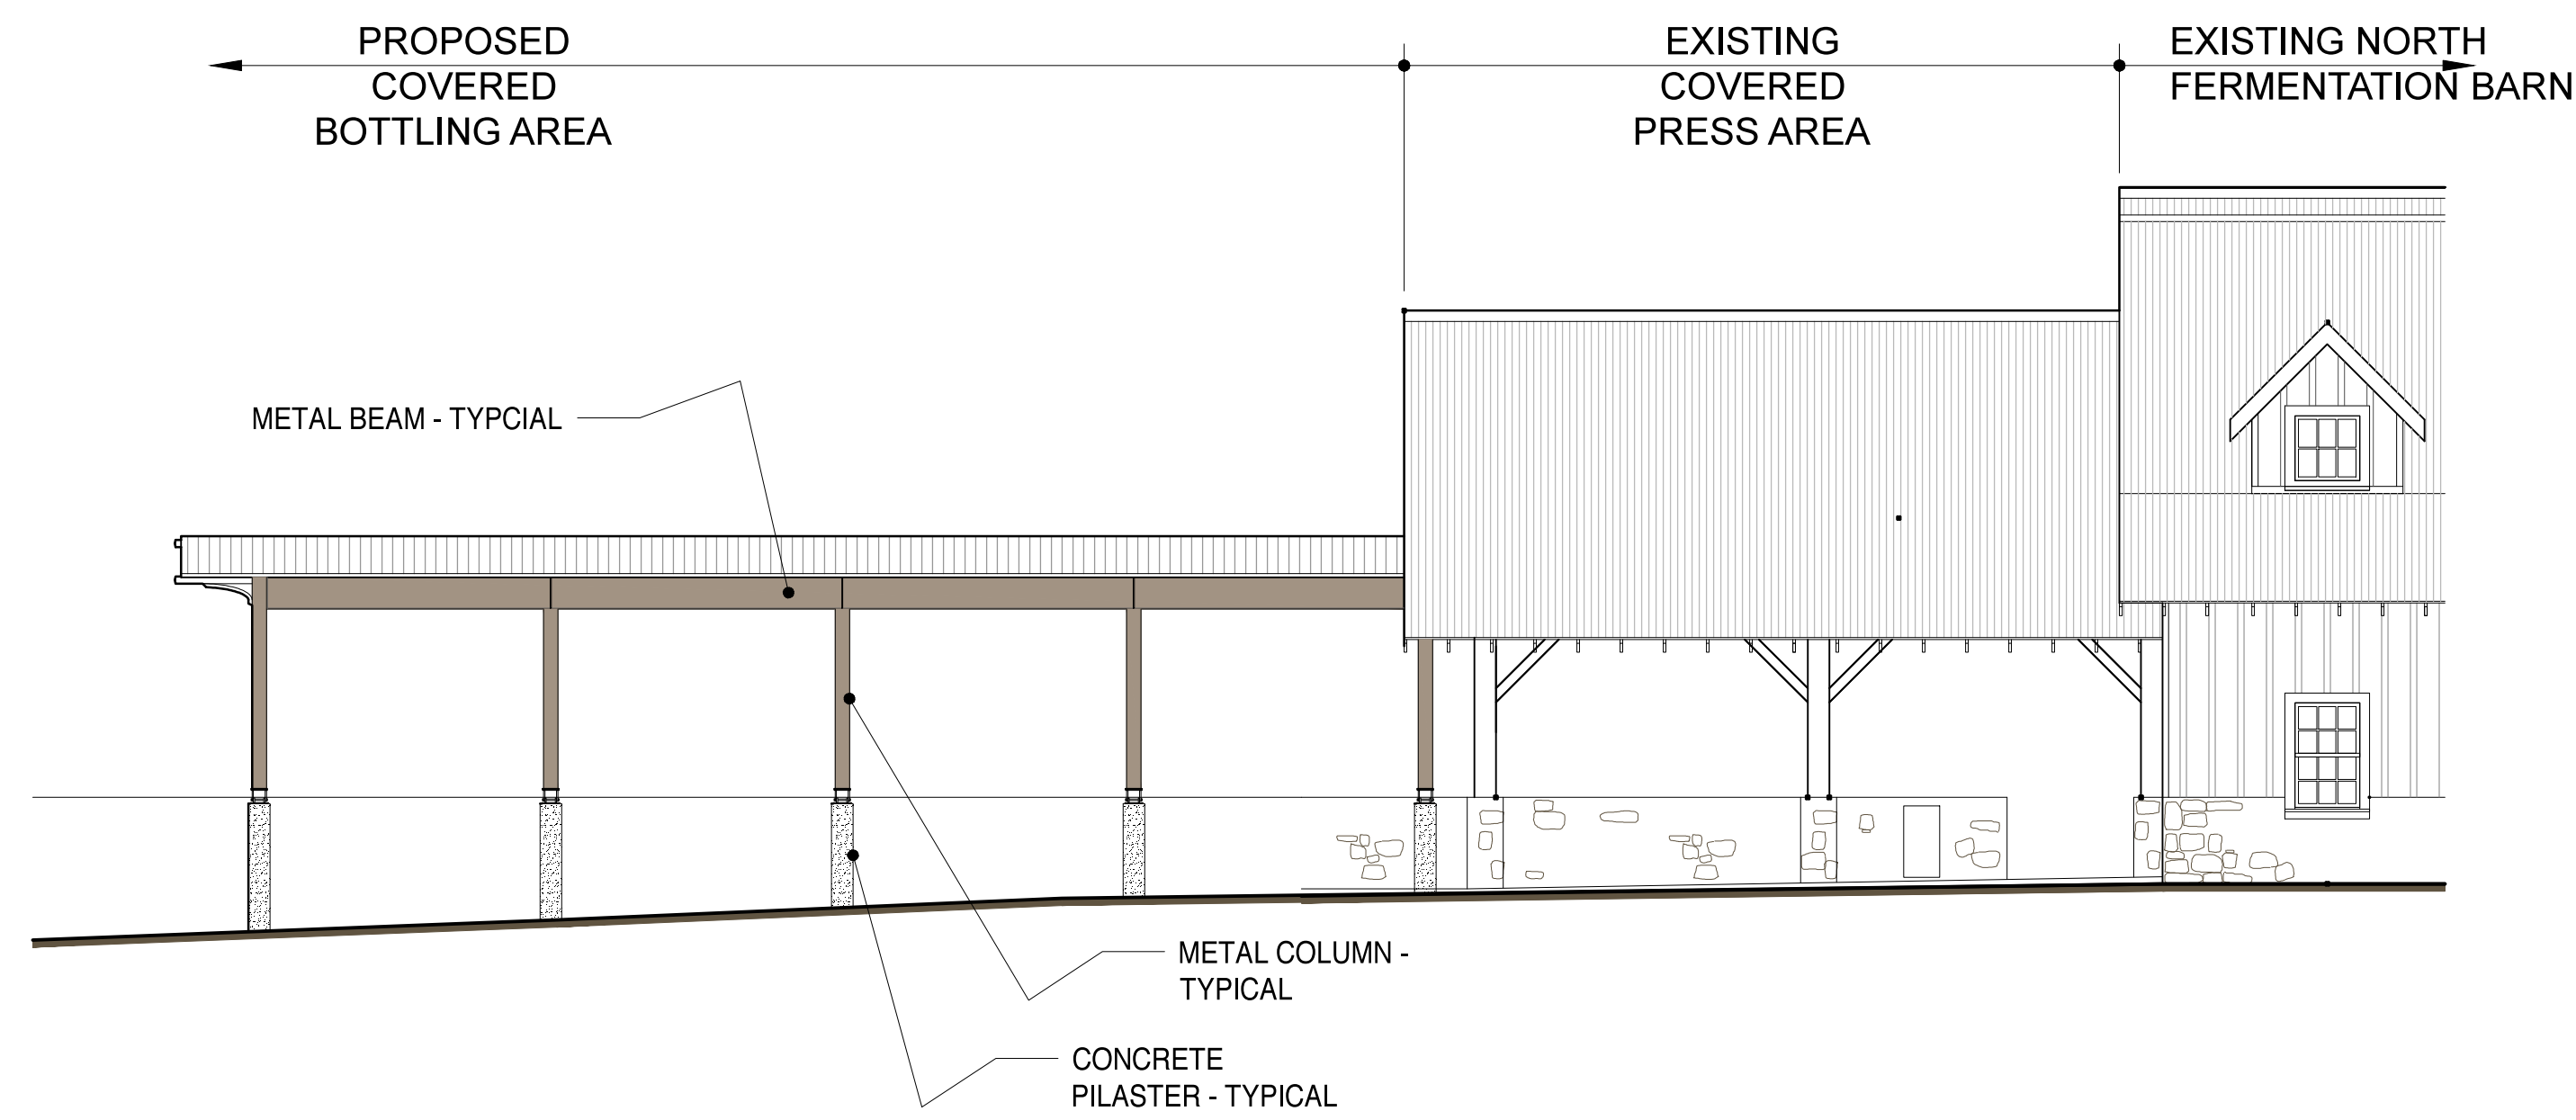 PROPOSED
COVERED
BOTTLING AREA
EXISTING
COVERED
PRESS AREA
EXISTING NORTH
FERMENTATION BARN
METAL BEAM - TYPCIAL
METAL COLUMN -
TYPICAL
CONCRETE
PILASTER - TYPICAL